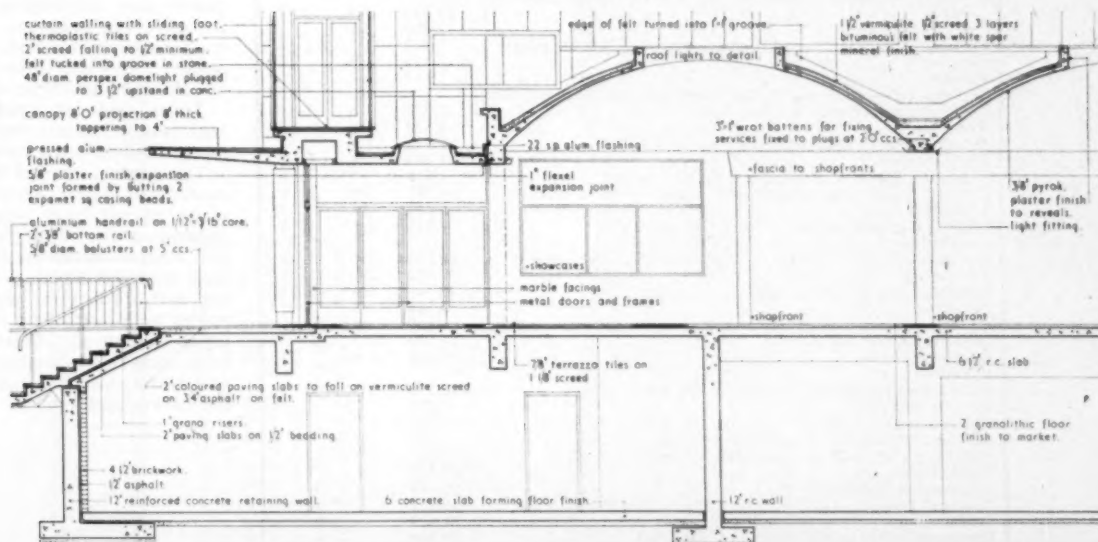 curtain walling with sliding foot.
thermoplastic tiles on screed.
2" screed falling to 1/2" minimum.
felt tucked into groove in stone.
48" diam. perspex domelight plugged
to 3 1/2" upstand in conc.
canopy 8'0" projection 8" thick
tappering to 4"
pressed alum.
flashing.
5/8" plaster finish, expansion
joint formed by butting 2
expamet sq casing beads.
aluminium handrail on
core.
2" × 3/8" bottom rail.
5/8" diam. balusters at 5" ccs.
edge of felt turned into 1"×1" groove.
roof lights to detail.
1 1/2" vermiculite 1/2" screed 3 layers
bituminous felt with white spar
mineral finish.
22 s.g. alum flashing
3"×1" wrot battens for fixing
services fixed to plugs at 2'0" ccs
1" flexel
expansion joint
fascia to shopfronts
3/8" pyrok,
plaster finish
to reveals.
light fitting.
showcases
marble facings
metal doors and frames
shopfront
shopfront
7/8" terrazzo tiles on
1 1/8" screed
6 1/2" r.c. slab
2" coloured paving slabs to fall on vermiculite screed
on 3/4" asphalt on felt.
1" grano risers.
2" paving slabs on 1/2" bedding.
2" granolithic floor
finish to market.
4 1/2" brickwork.
1/2" asphalt.
12" reinforced concrete retaining wall.
6" concrete slab forming floor finish.
12" r.c. wall